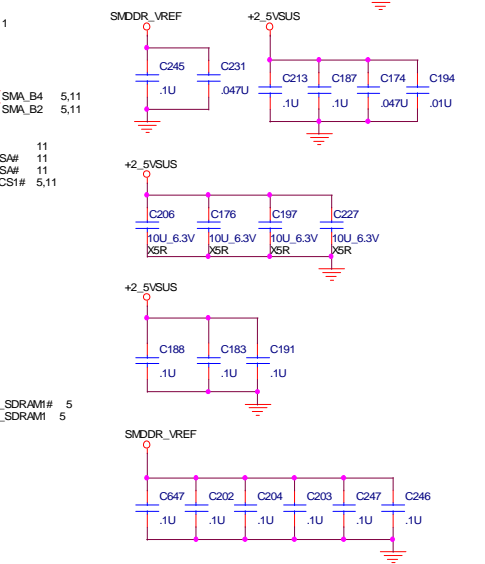 1
SMDDR_VREF
+2_5VSUS
C245
.1U
C231
.047U
C213
.1U
C187
.1U
C174
.047U
C194
.01U
SMA_B4 5,11
SMA_B2 5,11
11
SA# 11
SA# 11
CS1# 5,11
+2_5VSUS
C206
10U_6.3V
X5R
C176
10U_6.3V
X5R
C197
10U_6.3V
X5R
C227
10U_6.3V
X5R
+2_5VSUS
C188
.1U
C183
.1U
C191
.1U
_SDRAM1# 5
_SDRAM1 5
SMDDR_VREF
C647
.1U
C202
.1U
C204
.1U
C203
.1U
C247
.1U
C246
.1U